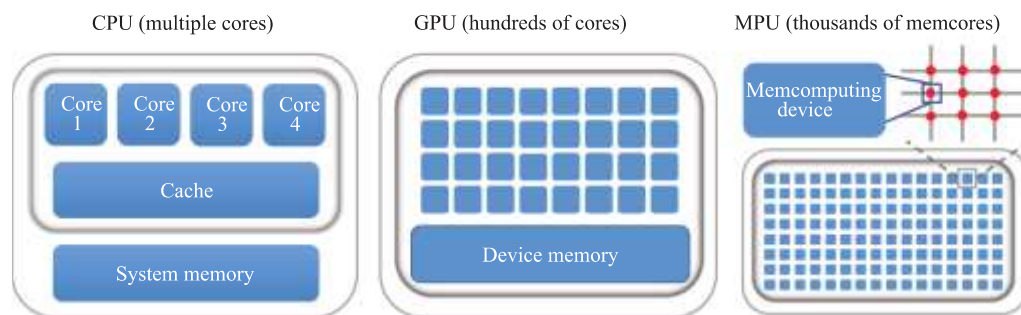 CPU (multiple cores)
GPU (hundreds of cores)
MPU (thousands of memcores)
Core
1
Core
2
Core
3
Core
4
Cache
System memory
Device memory
Memcomputing
device